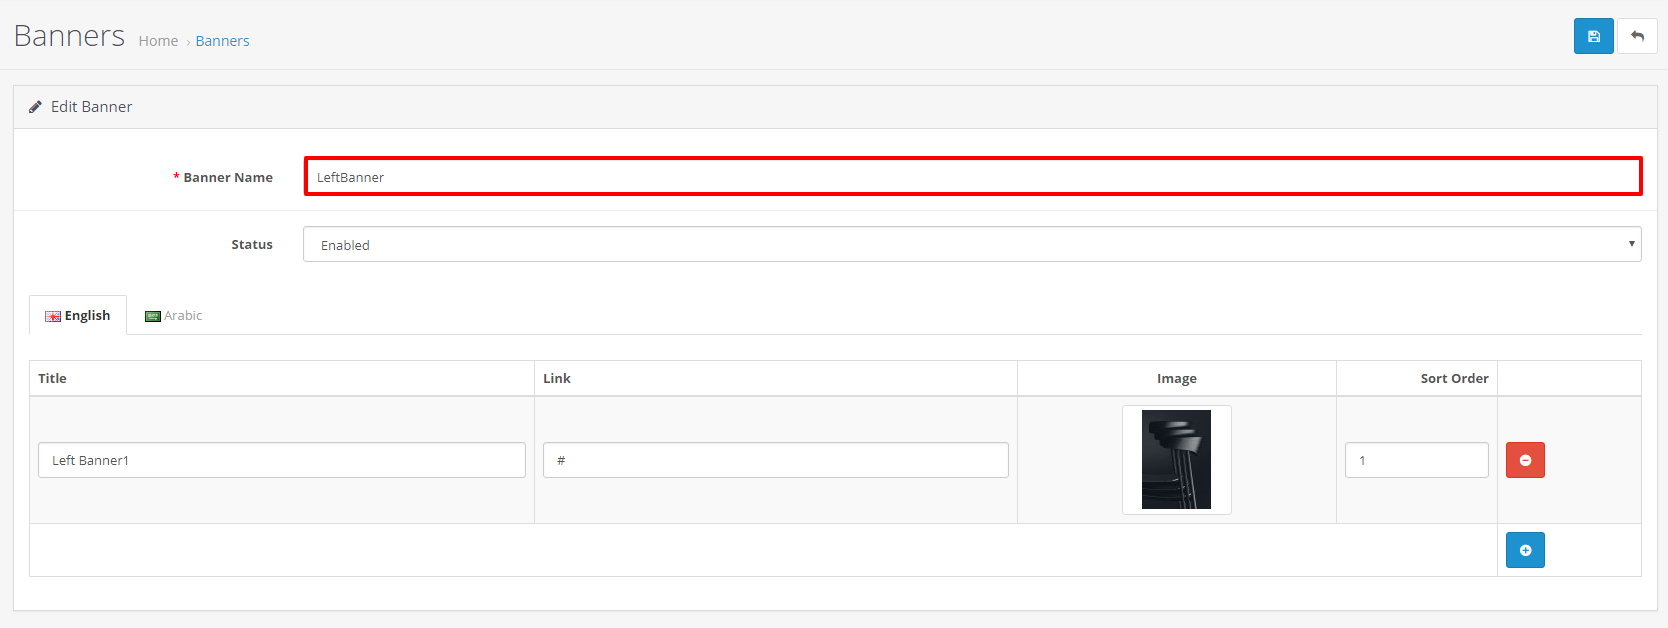 Banners Home › Banners
Edit Banner
* Banner Name LeftBanner
Status Enabled
English Arabic
Title Link Image Sort Order
Left Banner1 # 1